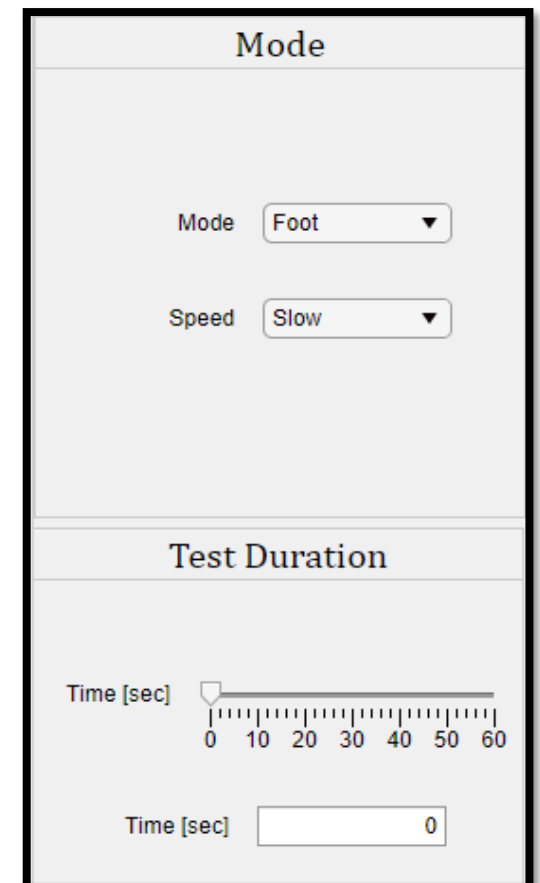 Mode
Mode Foot
Speed Slow
Test Duration
Time [sec]
0 10 20 30 40 50 60
Time [sec] 0